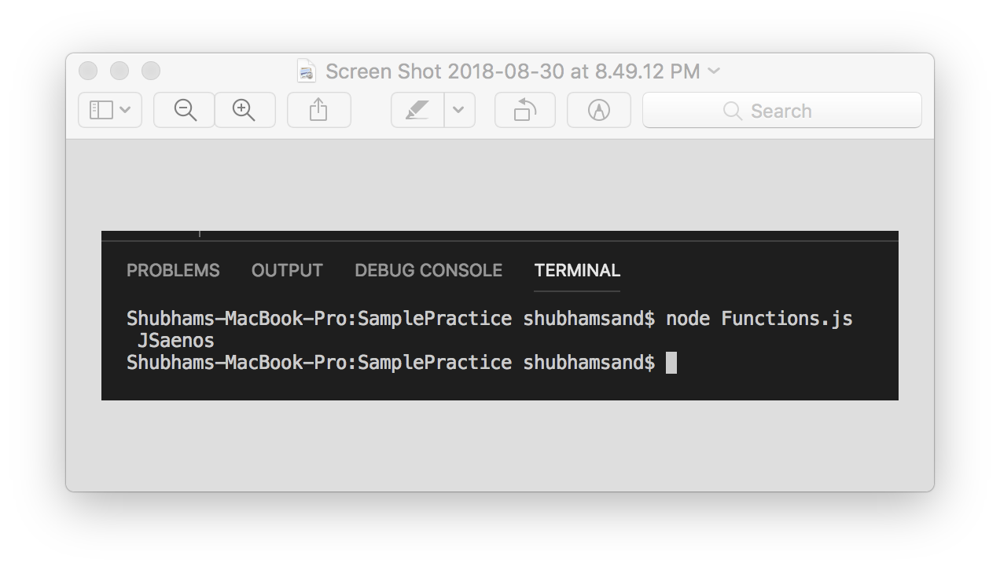 Screen Shot 2018-08-30 at 8.49.12 PM
Search
PROBLEMS OUTPUT DEBUG CONSOLE TERMINAL
Shubhams-MacBook-Pro:SamplePractice shubhamsand$ node Functions.js
JSaenos
Shubhams-MacBook-Pro:SamplePractice shubhamsand$